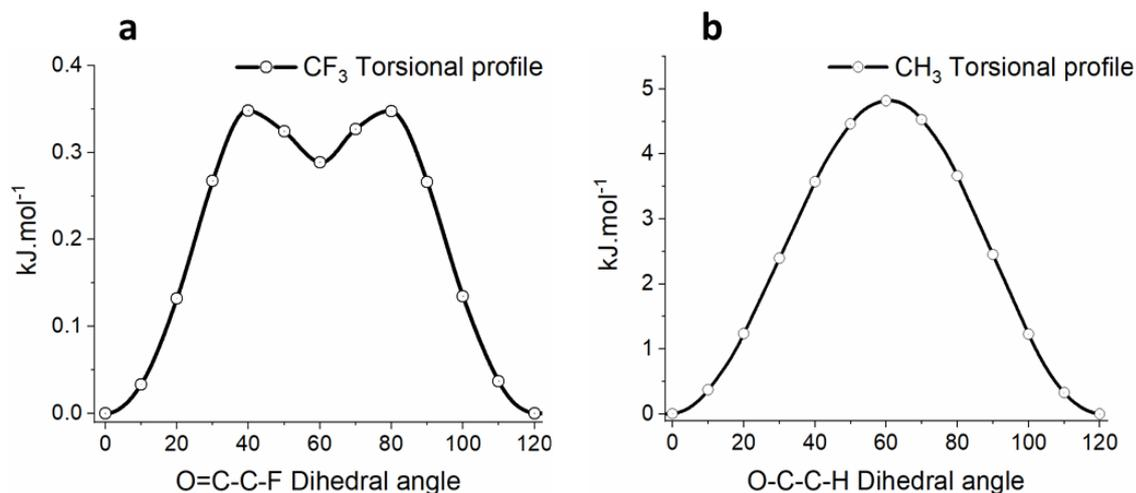 a
CF3 Torsional profile
kJ.mol-1
0.4
0.3
0.2
0.1
0.0
0 20 40 60 80 100 120
O=C-C-F Dihedral angle
b
CH3 Torsional profile
kJ.mol-1
5
4
3
2
1
0
0 20 40 60 80 100 120
O-C-C-H Dihedral angle